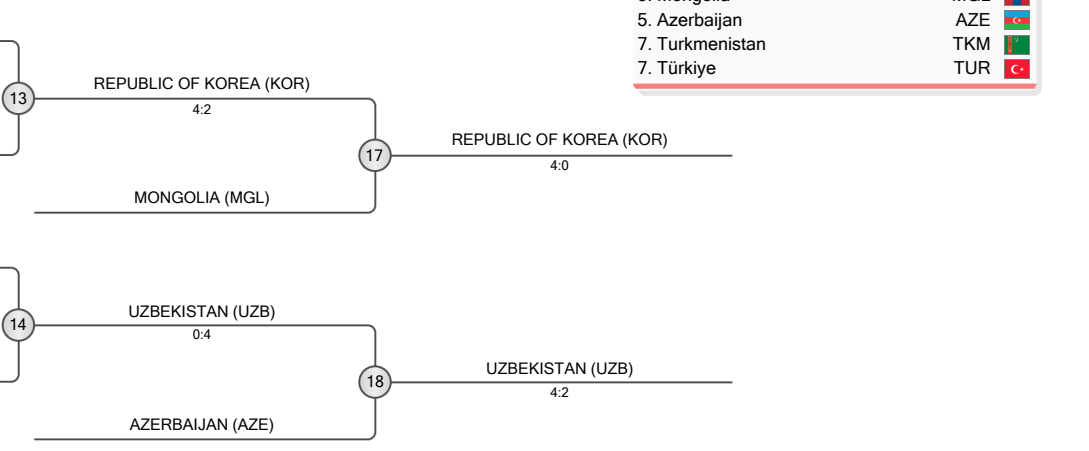 5. Azerbaijan AZE
7. Turkmenistan TKM
7. Türkiye TUR
13
REPUBLIC OF KOREA (KOR)
4:2
17
REPUBLIC OF KOREA (KOR)
4:0
MONGOLIA (MGL)
14
UZBEKISTAN (UZB)
0:4
18
UZBEKISTAN (UZB)
4:2
AZERBAIJAN (AZE)